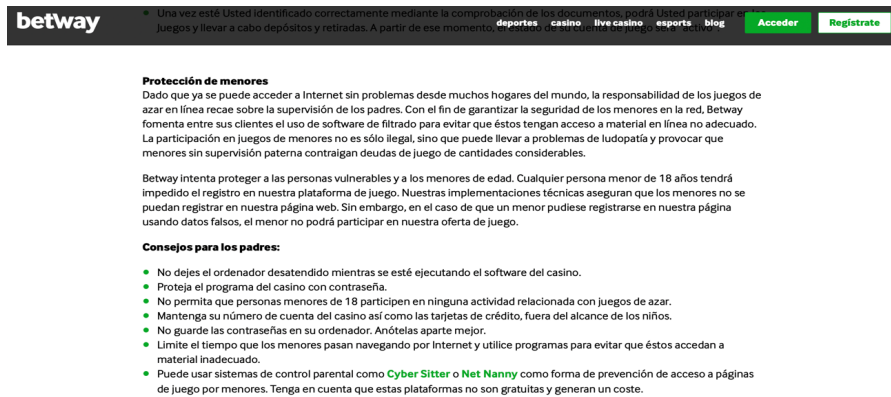 betway
deportes casino live casino esports blog Acceder Regístrate
Una vez esté Usted identificado correctamente mediante la comprobación de los documentos, podrá Usted participar en los
Juegos y llevar a cabo depósitos y retiradas. A partir de ese momento, el estado de su cuenta de juego será "activo".
Protección de menores
Dado que ya se puede acceder a Internet sin problemas desde muchos hogares del mundo, la responsabilidad de los juegos de
azar en línea recae sobre la supervisión de los padres. Con el fin de garantizar la seguridad de los menores en la red, Betway
fomenta entre sus clientes el uso de software de filtrado para evitar que éstos tengan acceso a material en línea no adecuado.
La participación en juegos de menores no es sólo ilegal, sino que puede llevar a problemas de ludopatía y provocar que
menores sin supervisión paterna contraigan deudas de juego de cantidades considerables.
Betway intenta proteger a las personas vulnerables y a los menores de edad. Cualquier persona menor de 18 años tendrá
impedido el registro en nuestra plataforma de juego. Nuestras implementaciones técnicas aseguran que los menores no se
puedan registrar en nuestra página web. Sin embargo, en el caso de que un menor pudiese registrarse en nuestra página
usando datos falsos, el menor no podrá participar en nuestra oferta de juego.
Consejos para los padres:
No dejes el ordenador desatendido mientras se esté ejecutando el software del casino.
Proteja el programa del casino con contraseña.
No permita que personas menores de 18 participen en ninguna actividad relacionada con juegos de azar.
Mantenga su número de cuenta del casino así como las tarjetas de crédito, fuera del alcance de los niños.
No guarde las contraseñas en su ordenador. Anótelas aparte mejor.
Limite el tiempo que los menores pasan navegando por Internet y utilice programas para evitar que éstos accedan a
material inadecuado.
Puede usar sistemas de control parental como Cyber Sitter o Net Nanny como forma de prevención de acceso a páginas
de juego por menores. Tenga en cuenta que estas plataformas no son gratuitas y generan un coste.